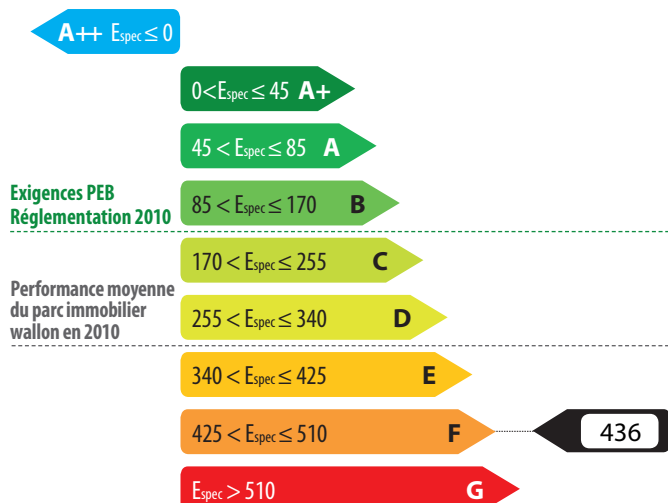 A++ Espec ≤ 0
0<Espec ≤ 45 A+
45 < Espec ≤ 85 A
Exigences PEB
Réglementation 2010
85 < Espec ≤ 170 B
170 < Espec ≤ 255 C
Performance moyenne
du parc immobilier
wallon en 2010
255 < Espec ≤ 340 D
340 < Espec ≤ 425 E
425 < Espec ≤ 510 F
436
Espec > 510 G